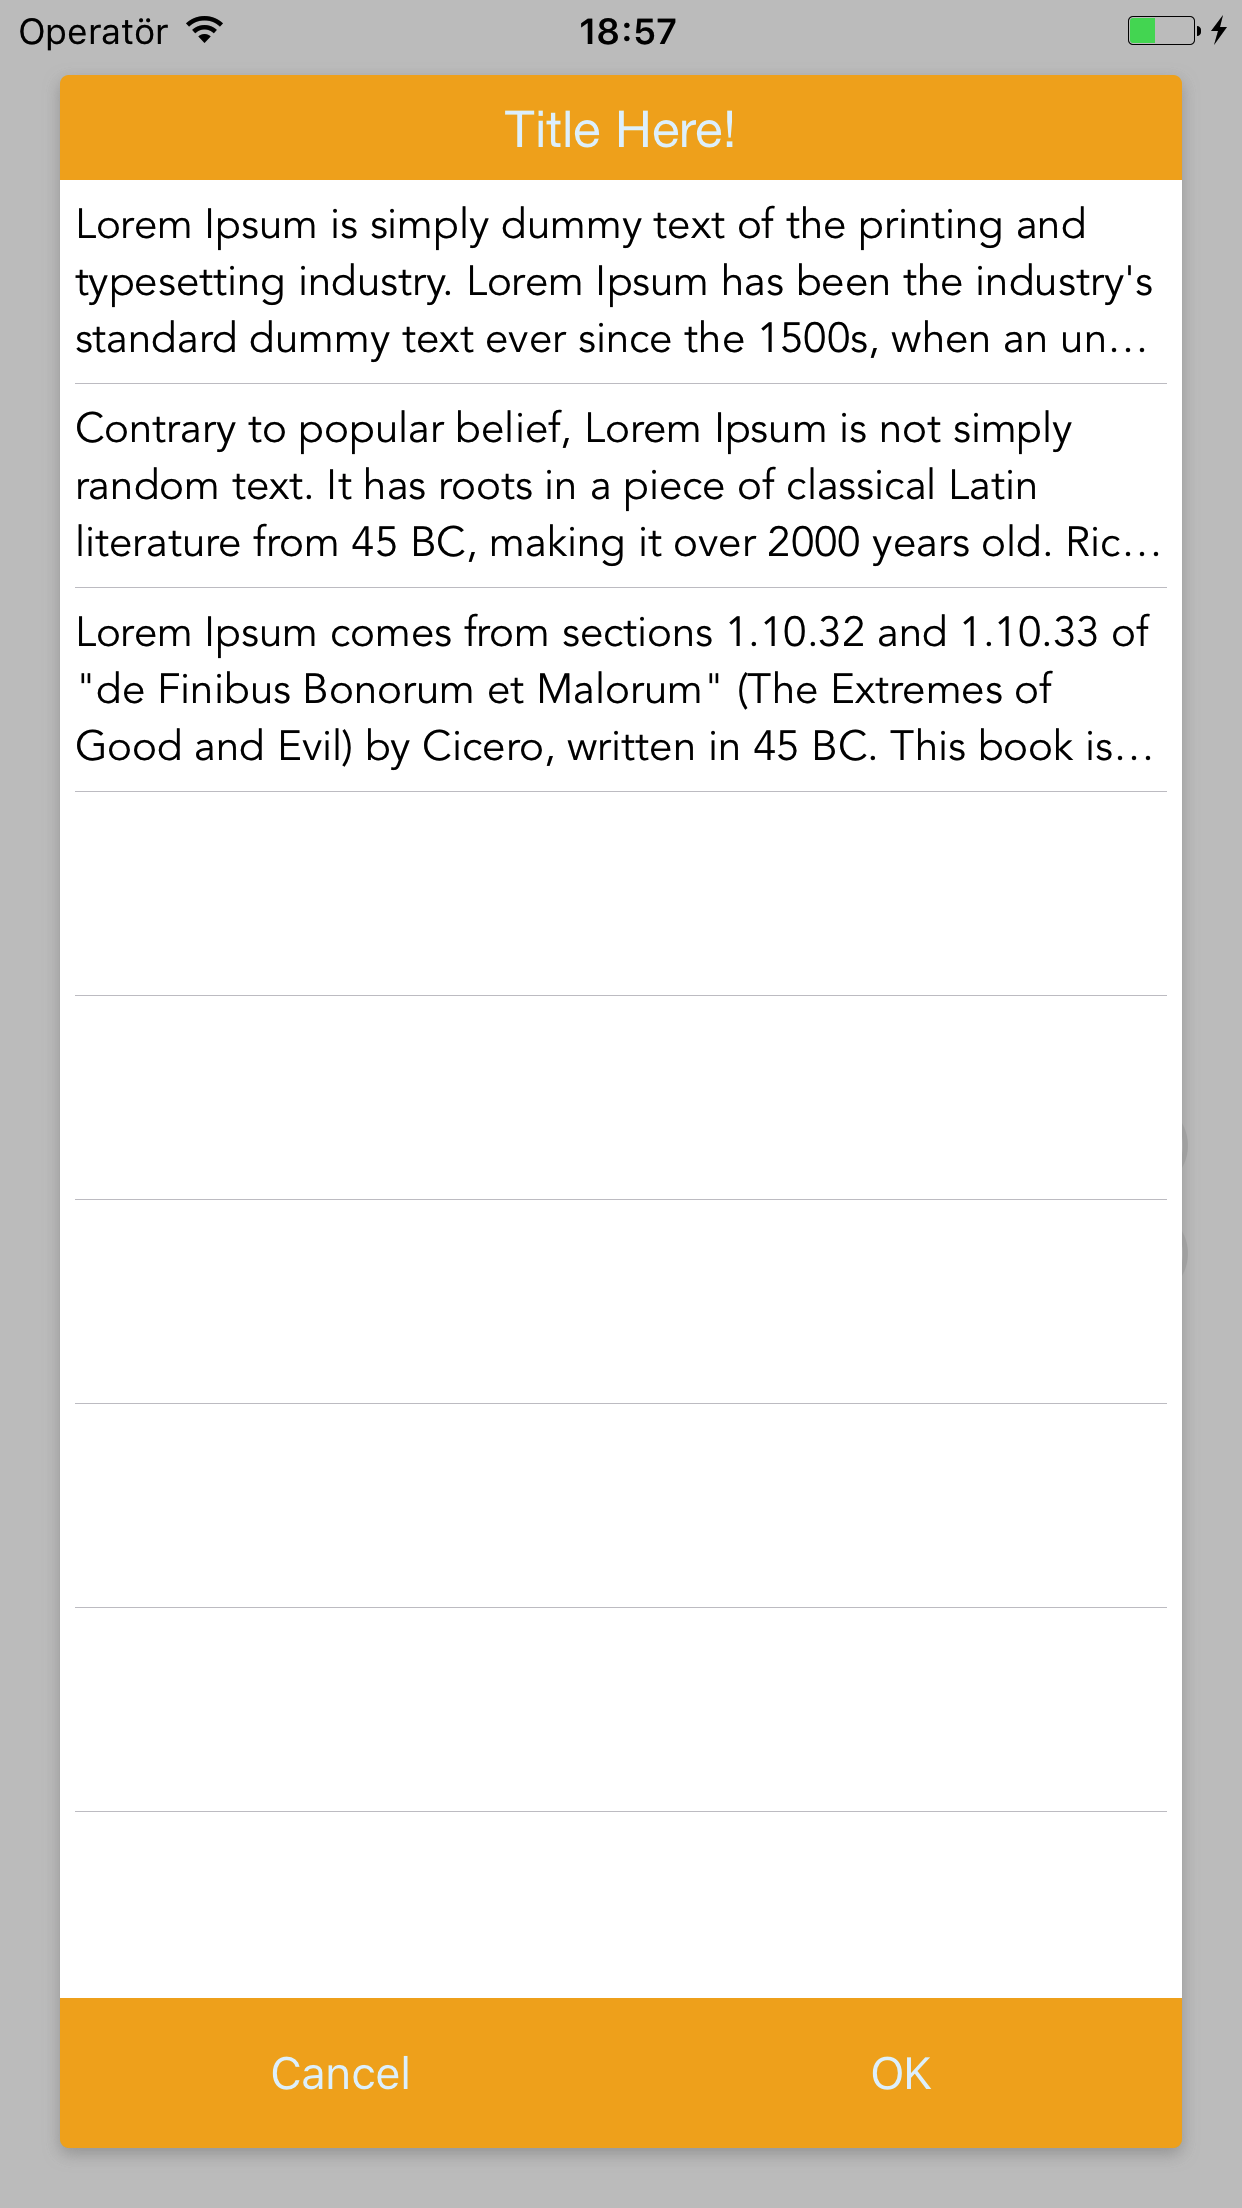 Operatör
18:57
Title Here!
Lorem Ipsum is simply dummy text of the printing and
typesetting industry. Lorem Ipsum has been the industry's
standard dummy text ever since the 1500s, when an un...
Contrary to popular belief, Lorem Ipsum is not simply
random text. It has roots in a piece of classical Latin
literature from 45 BC, making it over 2000 years old. Ric...
Lorem Ipsum comes from sections 1.10.32 and 1.10.33 of
"de Finibus Bonorum et Malorum" (The Extremes of
Good and Evil) by Cicero, written in 45 BC. This book is...
Cancel
OK